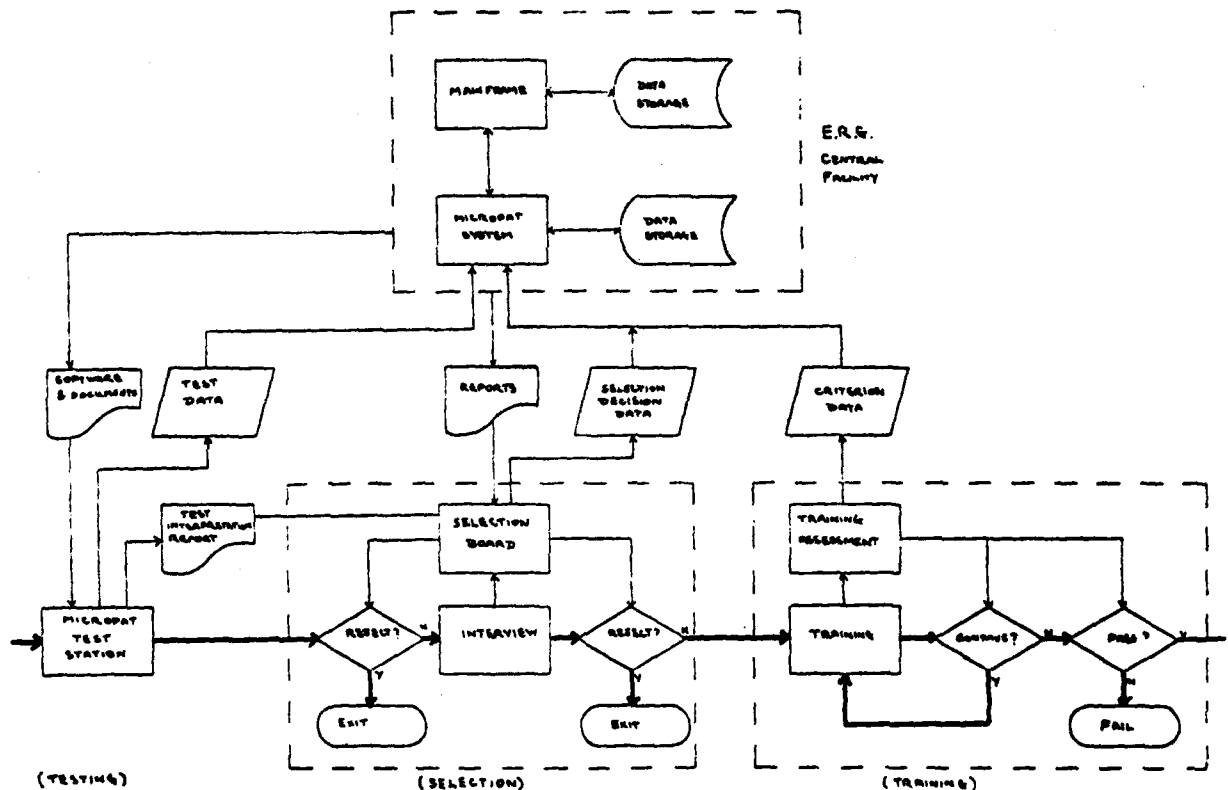 MAINFRAME
DATA
STORAGE
E.R.G.
CENTRAL
FACILITY
MICROPAT
SYSTEM
DATA
STORAGE
SOFTWARE
& DOCUMENTS
TEST
DATA
REPORTS
SELECTION
DECISION
DATA
CRITERION
DATA
TEST
INTERPRETATION
REPORT
SELECTION
BOARD
TRAINING
ASSESSMENT
MICROPAT
TEST
STATION
REJECT?
N
Y
INTERVIEW
REJECT?
N
Y
TRAINING
CONTINUE?
N
Y
PASS?
Y
N
EXIT
EXIT
FAIL
(TESTING)
(SELECTION)
(TRAINING)